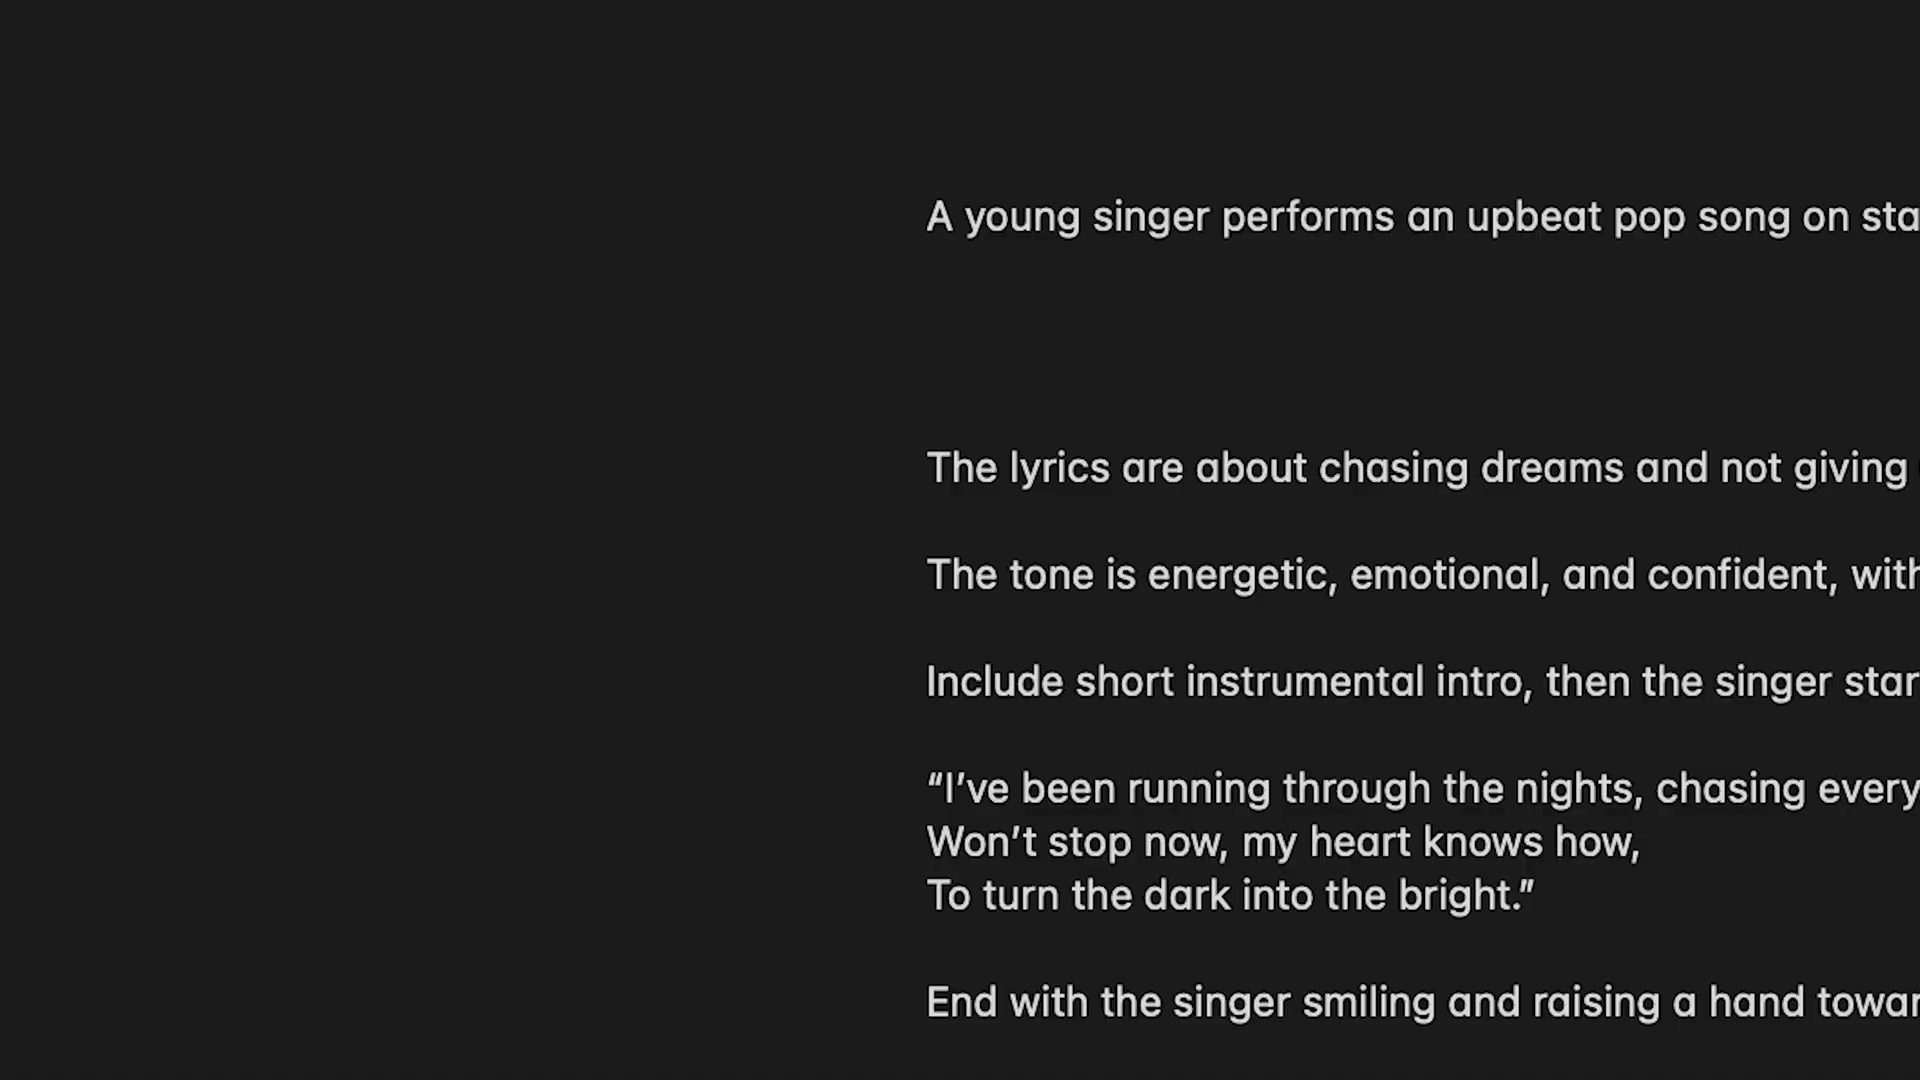 A young singer performs an upbeat pop song on sta
The lyrics are about chasing dreams and not giving
The tone is energetic, emotional, and confident, with
Include short instrumental intro, then the singer star
“I’ve been running through the nights, chasing every
Won’t stop now, my heart knows how,
To turn the dark into the bright.”
End with the singer smiling and raising a hand towar